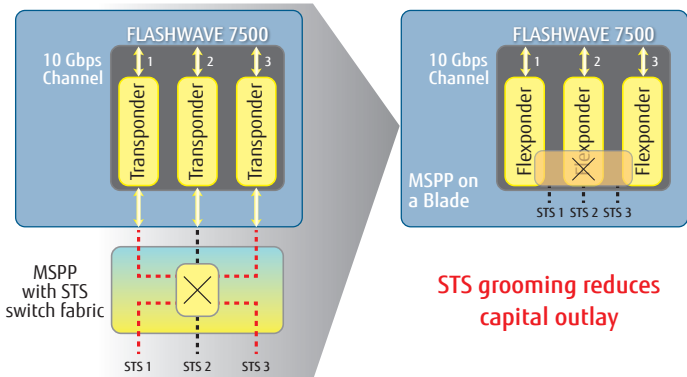 FLASHWAVE 7500
10 Gbps
Channel
1
2
3
Transponder
Transponder
Transponder
MSPP
with STS
switch fabric
STS 1
STS 2
STS 3
FLASHWAVE 7500
10 Gbps
Channel
1
2
3
Flexponder
Flexponder
Flexponder
MSPP on
a Blade
STS 1
STS 2
STS 3
STS grooming reduces
capital outlay